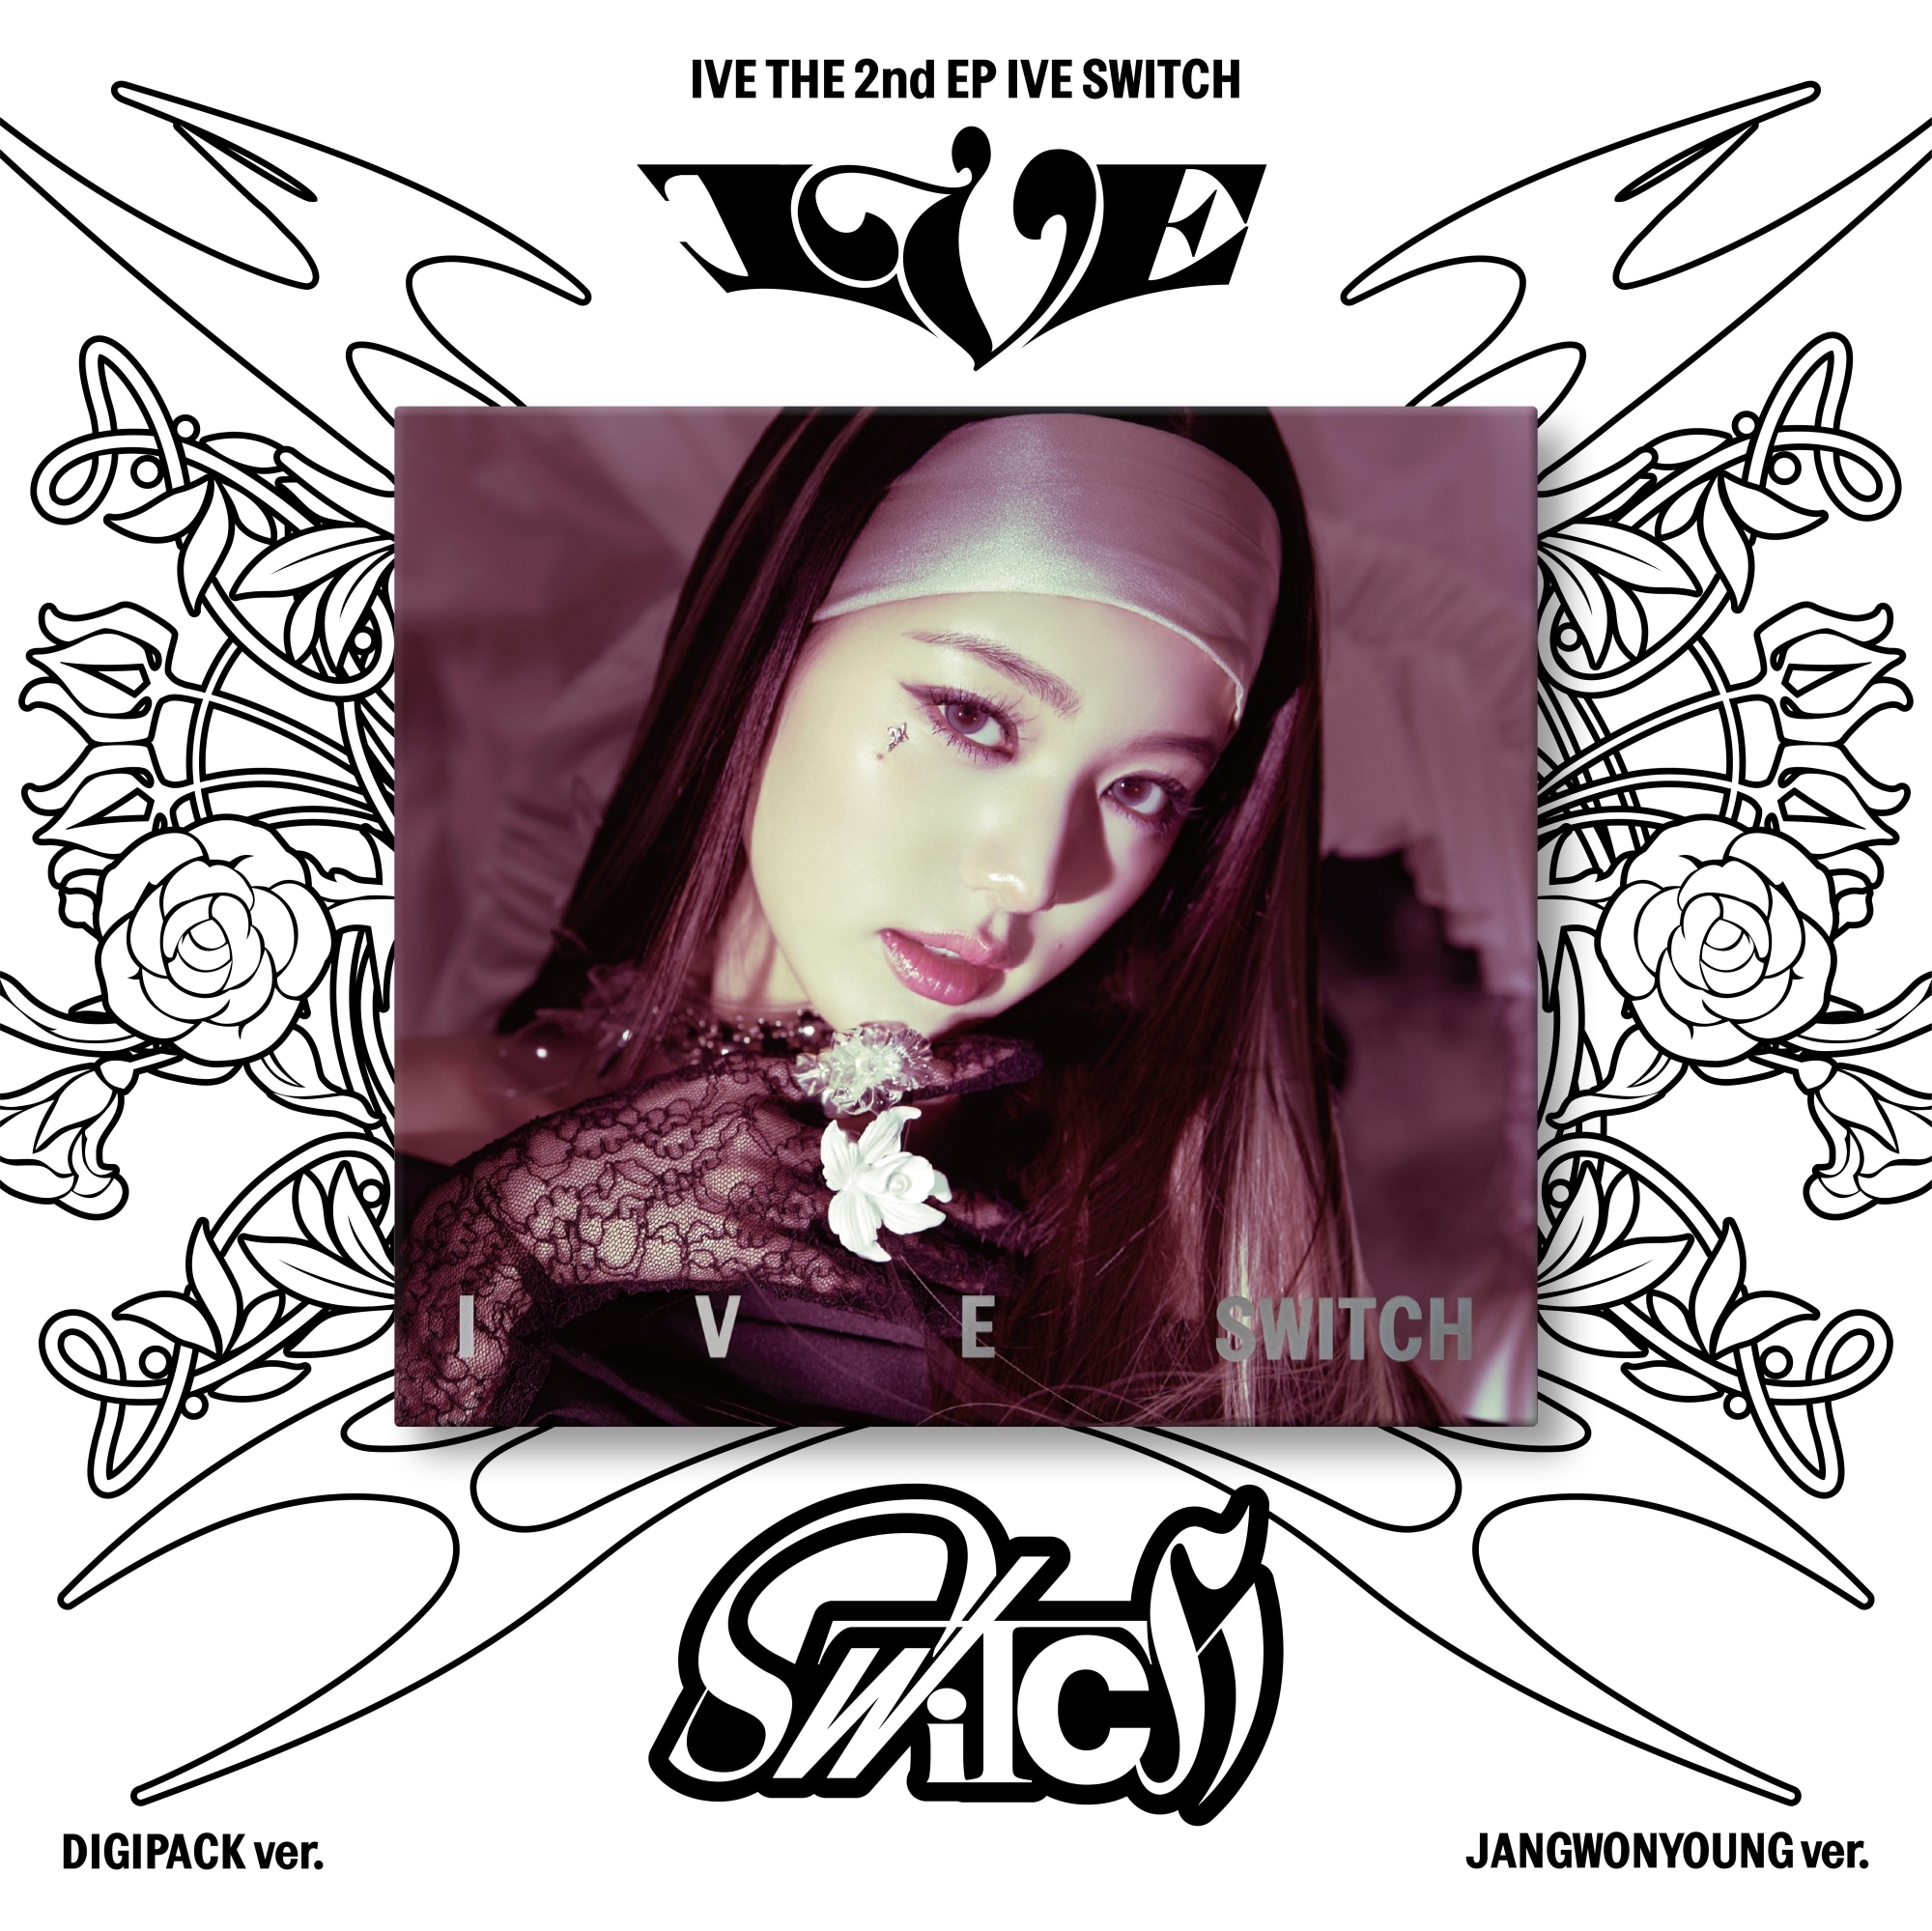 IVE THE 2nd EP IVE SWITCH
IVE
I V E SWITCH
SWiTCH
DIGIPACK ver.
JANGWONYOUNG ver.